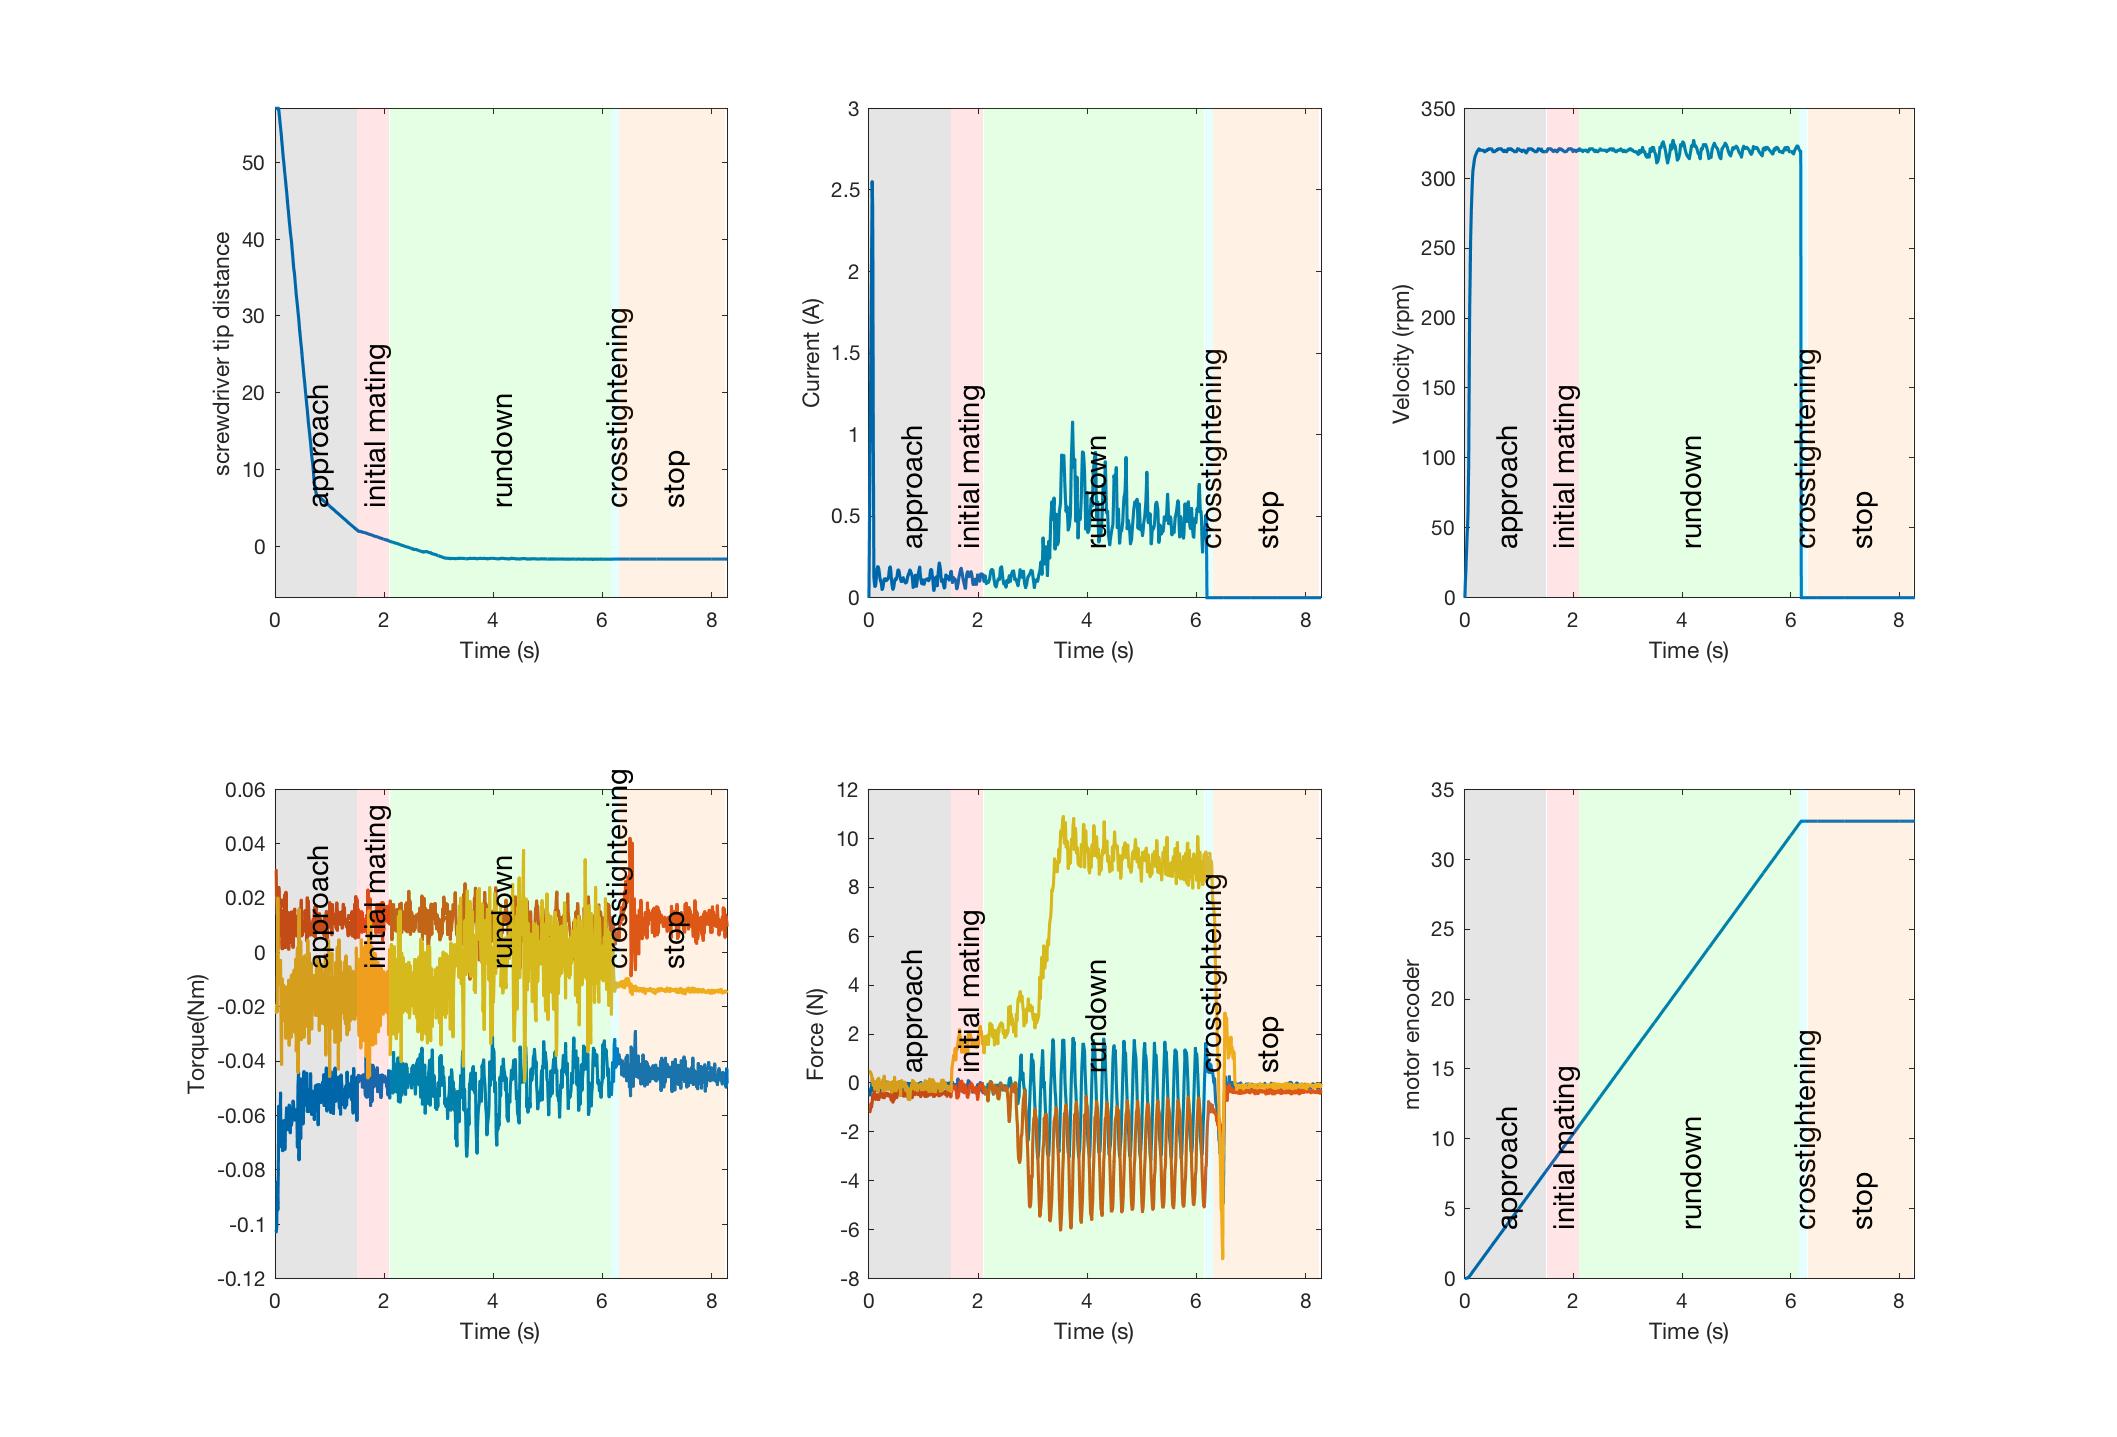 screwdriver tip distance
50
40
30
20
10
0
approach
initial mating
rundown
crosstightening
stop
0 2 4 6 8
Time (s)
Current (A)
3
2.5
2
1.5
1
0.5
0
approach
initial mating
rundown
crosstightening
stop
0 2 4 6 8
Time (s)
Velocity (rpm)
350
300
250
200
150
100
50
0
approach
initial mating
rundown
crosstightening
stop
0 2 4 6 8
Time (s)
Torque(Nm)
0.06
0.04
0.02
0
-0.02
-0.04
-0.06
-0.08
-0.1
-0.12
approach
initial mating
rundown
crosstightening
stop
0 2 4 6 8
Time (s)
Force (N)
12
10
8
6
4
2
0
-2
-4
-6
-8
approach
initial mating
rundown
crosstightening
stop
0 2 4 6 8
Time (s)
motor encoder
35
30
25
20
15
10
5
0
approach
initial mating
rundown
crosstightening
stop
0 2 4 6 8
Time (s)